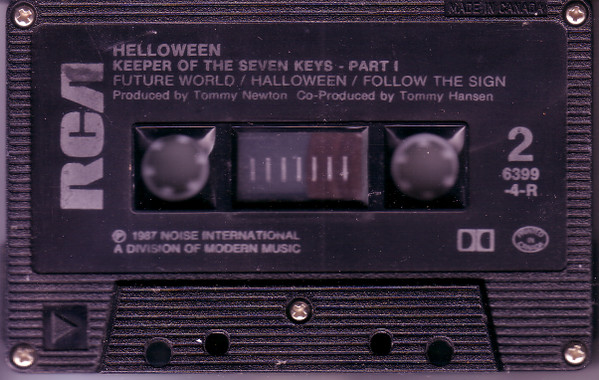 MADE IN CANADA
RCA
HELLOWEEN
KEEPER OF THE SEVEN KEYS - PART I
FUTURE WORLD / HALLOWEEN / FOLLOW THE SIGN
Produced by Tommy Newton Co-Produced by Tommy Hansen
2
6399
-4-R
℗ 1987 NOISE INTERNATIONAL
A DIVISION OF MODERN MUSIC